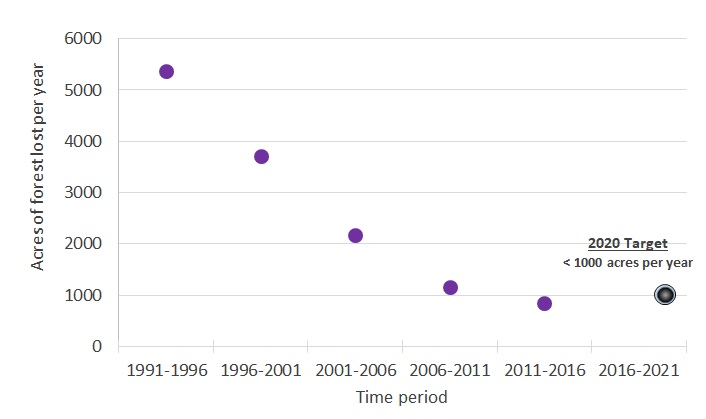 6000
5000
4000
3000
2000
1000
0
Acres of forest lost per year
2020 Target
< 1000 acres per year
1991-1996 1996-2001 2001-2006 2006-2011 2011-2016 2016-2021
Time period